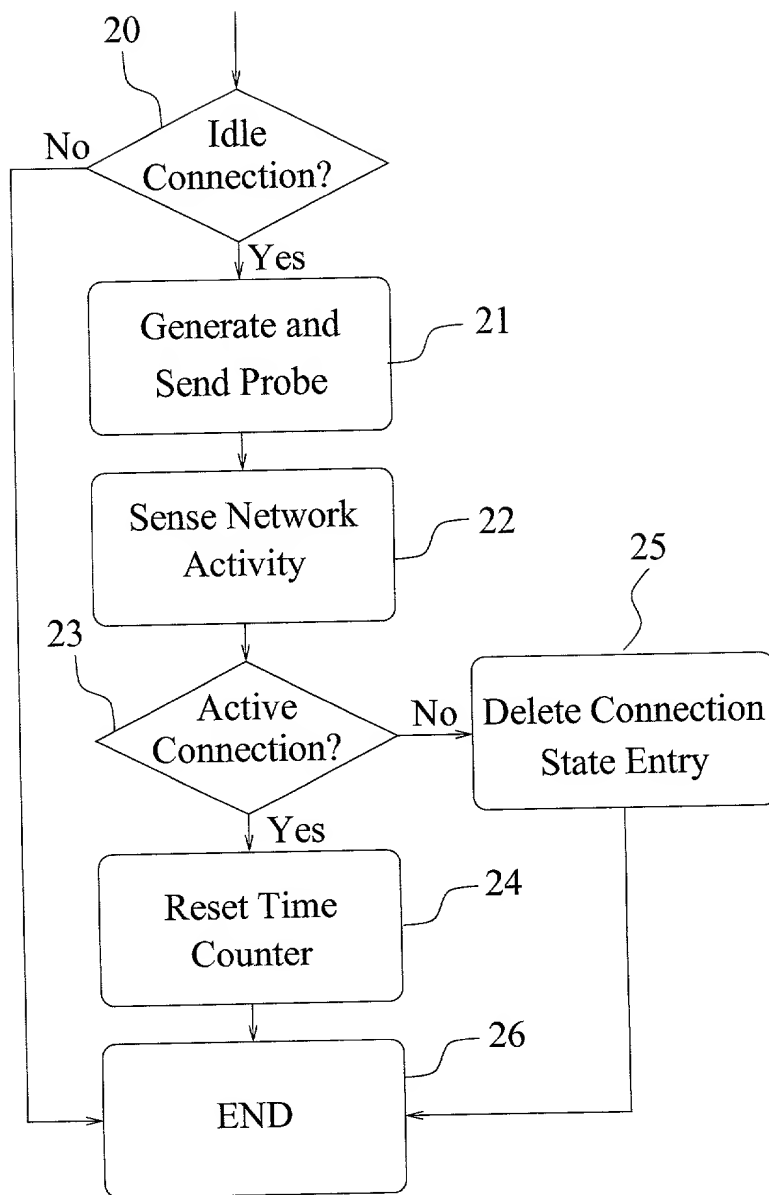 20
No
Idle
Connection?
Yes
Generate and
Send Probe
21
Sense Network
Activity
22
23
Active
Connection?
No
25
Delete Connection
State Entry
Yes
Reset Time
Counter
24
END
26